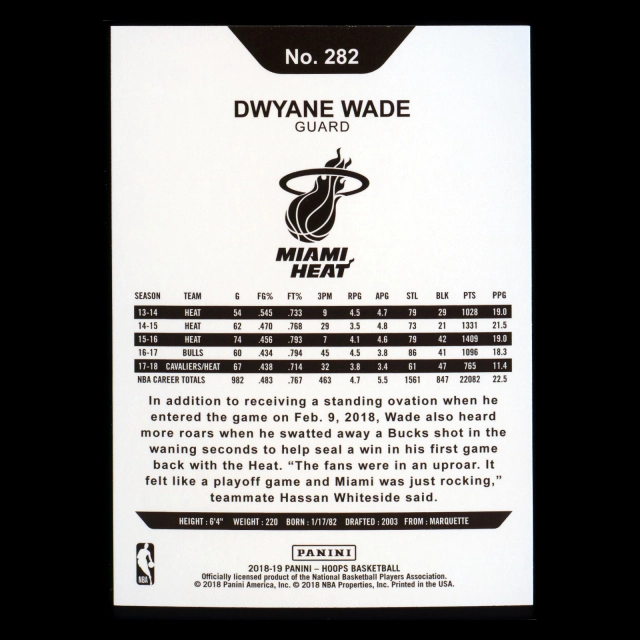 No. 282
DWYANE WADE
GUARD
MIAMI
HEAT
SEASON TEAM G FG% FT% 3PM RPG APG STL BLK PTS PPG
13-14 HEAT 54 .545 .733 9 4.5 4.7 79 29 1028 19.0
14-15 HEAT 62 .470 .768 29 3.5 4.8 73 21 1331 21.5
15-16 HEAT 74 .456 .793 7 4.1 4.6 79 42 1409 19.0
16-17 BULLS 60 .434 .794 45 4.5 3.8 86 41 1096 18.3
17-18 CAVALIERS/HEAT 67 .438 .714 32 3.8 3.4 61 47 765 11.4
NBA CAREER TOTALS 982 .483 .767 463 4.7 5.5 1561 847 22082 22.5
In addition to receiving a standing ovation when he
entered the game on Feb. 9, 2018, Wade also heard
more roars when he swatted away a Bucks shot in the
waning seconds to help seal a win in his first game
back with the Heat. “The fans were in an uproar. It
felt like a playoff game and Miami was just rocking,”
teammate Hassan Whiteside said.
HEIGHT : 6'4" WEIGHT : 220 BORN : 1/17/82 DRAFTED : 2003 FROM : MARQUETTE
PANINI
NBA
2018-19 PANINI – HOOPS BASKETBALL
Officially licensed product of the National Basketball Players Association.
© 2018 Panini America, Inc. © 2018 NBA Properties, Inc. Printed in the USA.